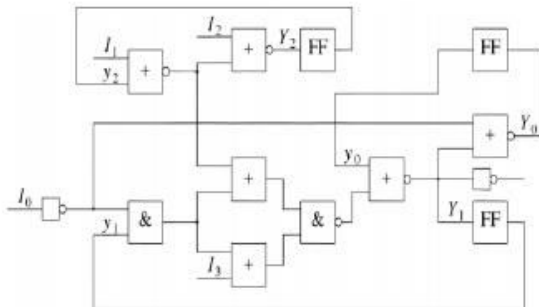 I₂ Y₂ FF FF
I₁
y₂ + +
Y₀
y₀ + +
I₀ +
y₁ & & Y₁ FF
I₃ +